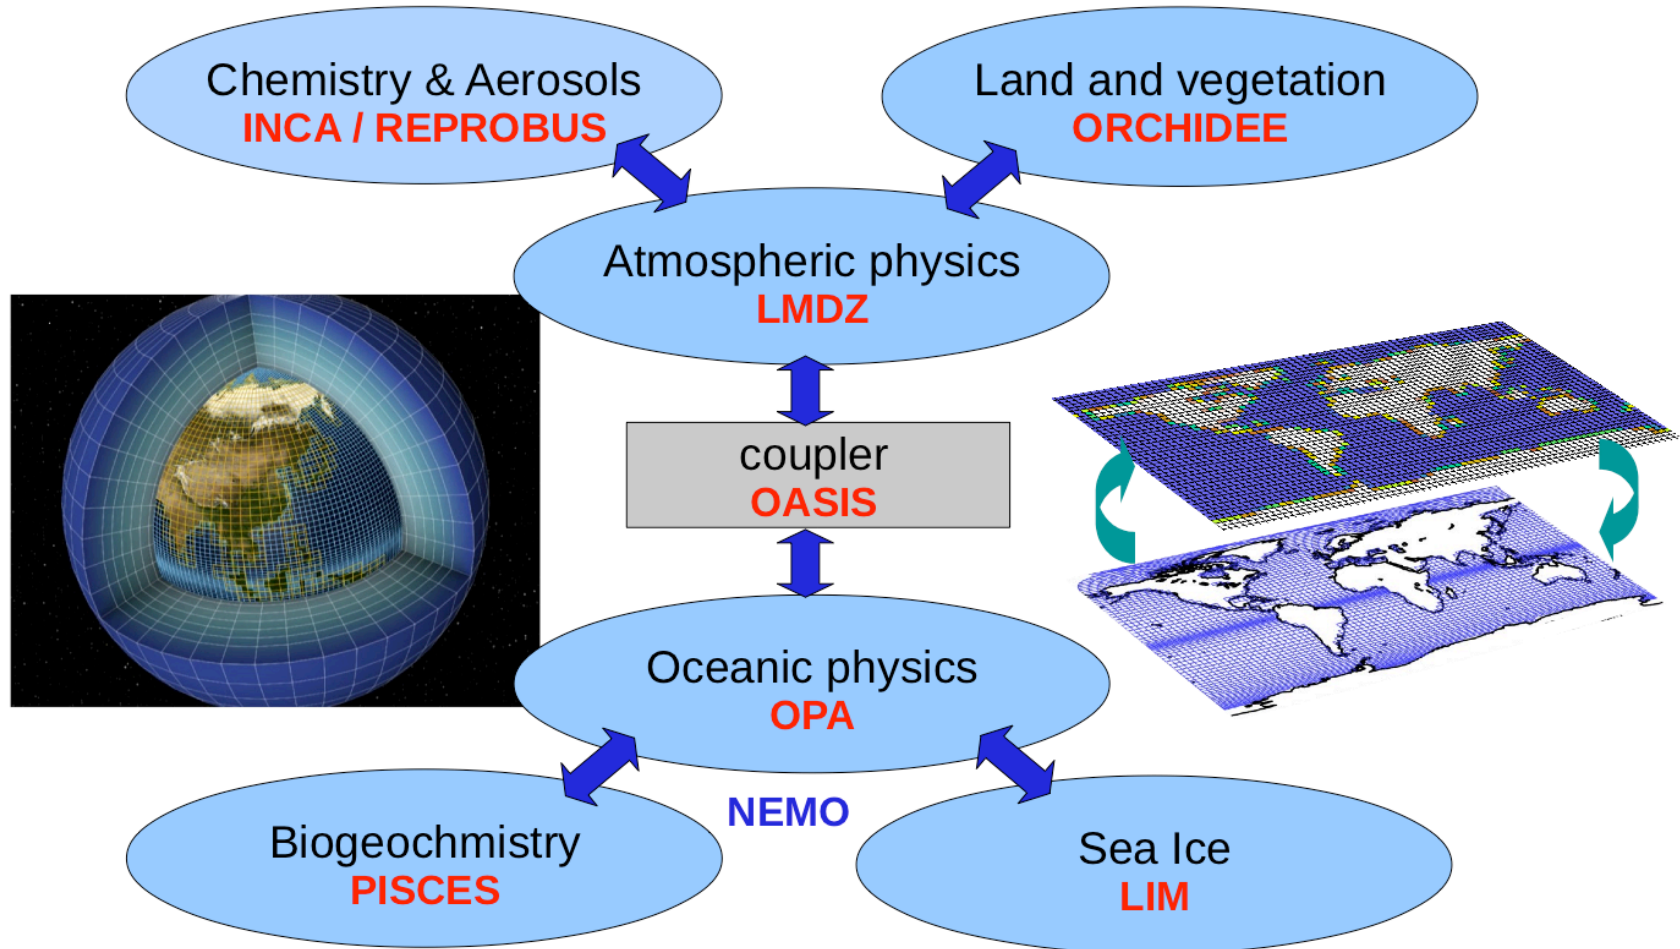 Chemistry & Aerosols
INCA / REPROBUS
Land and vegetation
ORCHIDEE
Atmospheric physics
LMDZ
coupler
OASIS
Oceanic physics
OPA
NEMO
Biogeochmistry
PISCES
Sea Ice
LIM